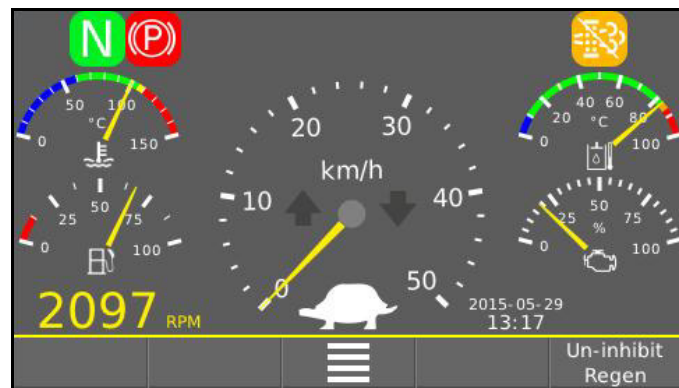 N (P)
50 100
0 °C 150
20 40 60 80
0 °C 100
20 30
km/h
10 40
0 50
25 50 75
0 100
25 50 75
0 % 100
2097 RPM
2015-05-29
13:17
Un-inhibit
Regen